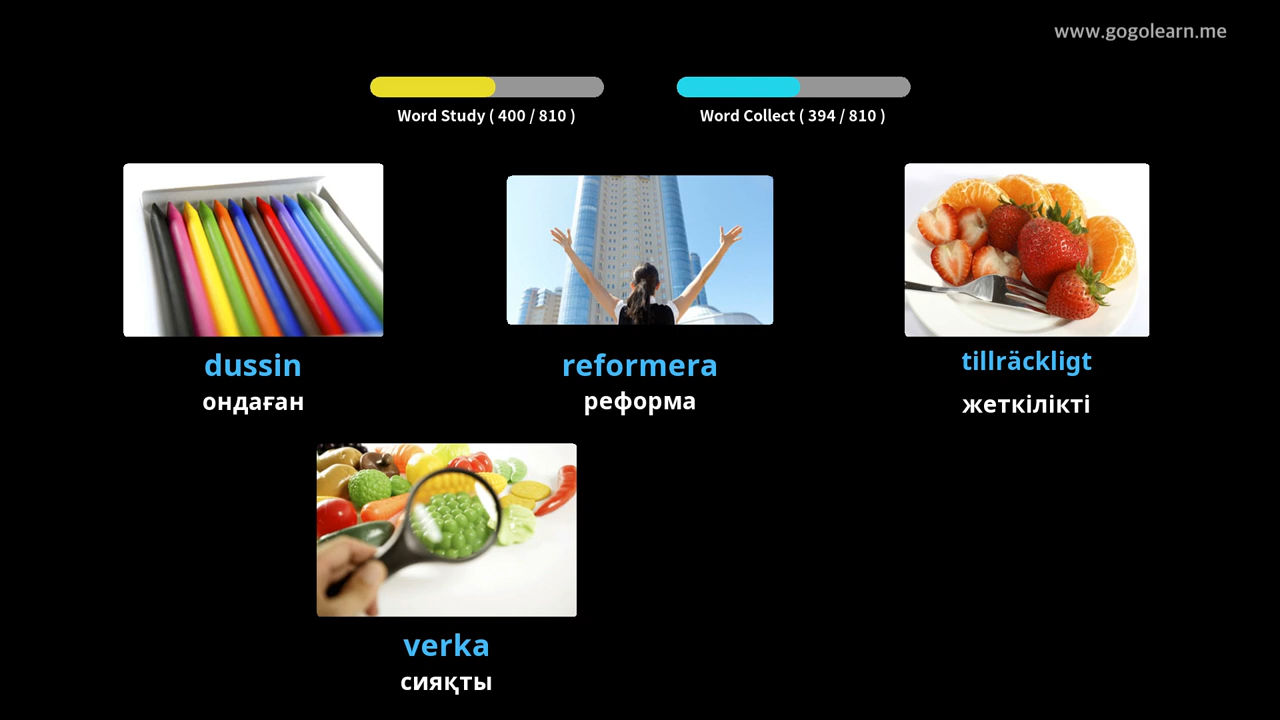 www.gogolearn.me
Word Study ( 400 / 810 )
Word Collect ( 394 / 810 )
dussin
ондаған
reformera
реформа
tillräckligt
жеткілікті
verka
сияқты